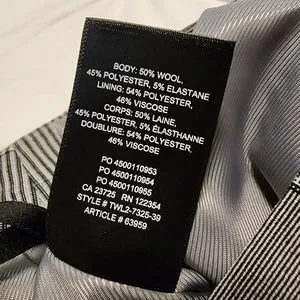 BODY: 50% WOOL,
45% POLYESTER, 5% ELASTANE
LINING: 54% POLYESTER,
46% VISCOSE
CORPS: 50% LAINE,
45% POLYESTER, 5% ÉLASTHANNE
DOUBLURE: 54% POLYESTER,
46% VISCOSE
PO 4500110953
PO 4500110954
PO 4500110955
CA 23725 RN 122354
STYLE # TWL2-7325-39
ARTICLE # 63959